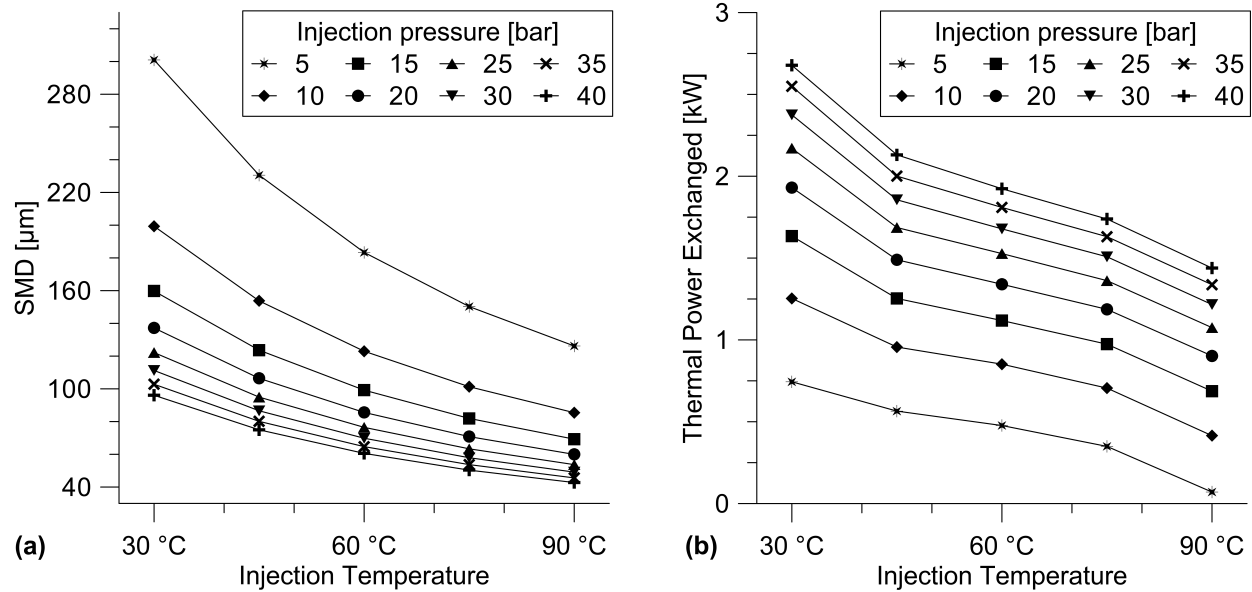 Injection pressure [bar]
5 15 25 35
10 20 30 40
280
220
160
100
40
SMD [µm]
30 °C 60 °C 90 °C
Injection Temperature
(a)
Injection pressure [bar]
5 15 25 35
10 20 30 40
3
2
1
0
Thermal Power Exchanged [kW]
30 °C 60 °C 90 °C
Injection Temperature
(b)